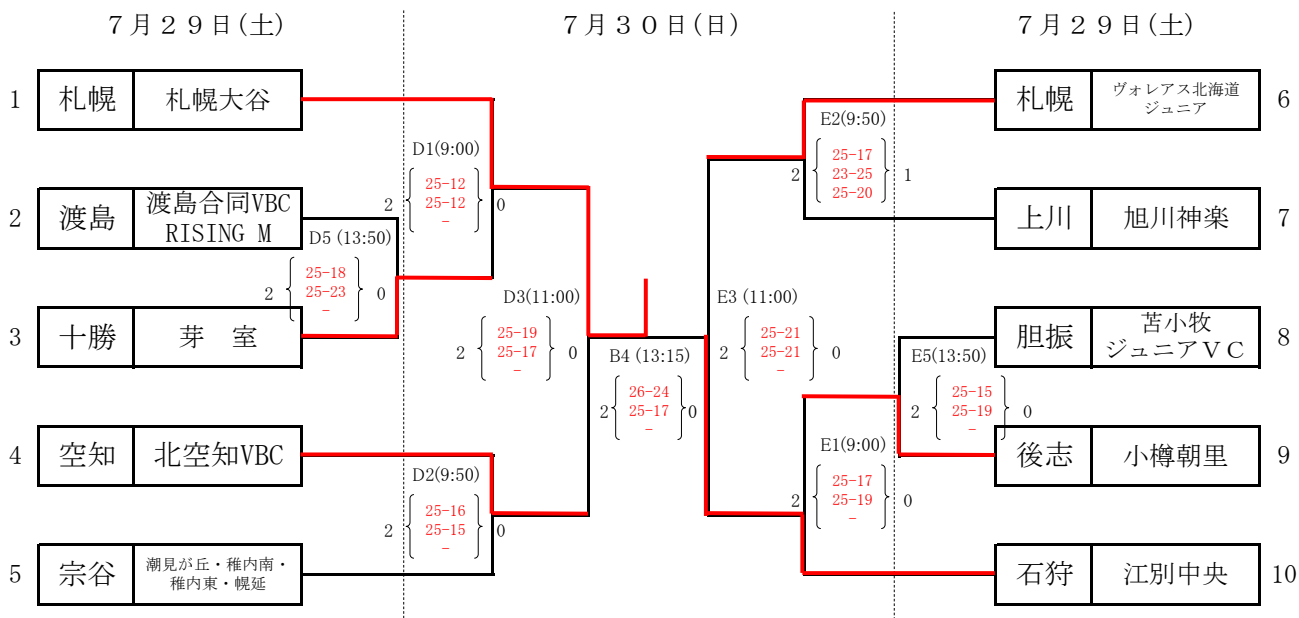 7月29日(土)
7月30日(日)
7月29日(土)
1 札幌 札幌大谷
2 渡島 渡島合同VBC
RISING M
3 十勝 芽 室
4 空知 北空知VBC
5 宗谷 潮見が丘・稚内南・
稚内東・幌延
D5 (13:50)
2 25-18 0
25-23
-
D1(9:00)
2 25-12 0
25-12
-
D2(9:50)
2 25-16 0
25-15
-
D3(11:00)
2 25-19 0
25-17
-
B4 (13:15)
2 26-24 0
25-17
-
E3 (11:00)
2 25-21 0
25-21
-
E2(9:50)
2 25-17 1
23-25
25-20
E1(9:00)
2 25-17 0
25-19
-
E5(13:50)
2 25-15 0
25-19
-
札幌 ヴォレアス北海道
ジュニア 6
上川 旭川神楽 7
胆振 苫小牧
ジュニアVC 8
後志 小樽朝里 9
石狩 江別中央 10